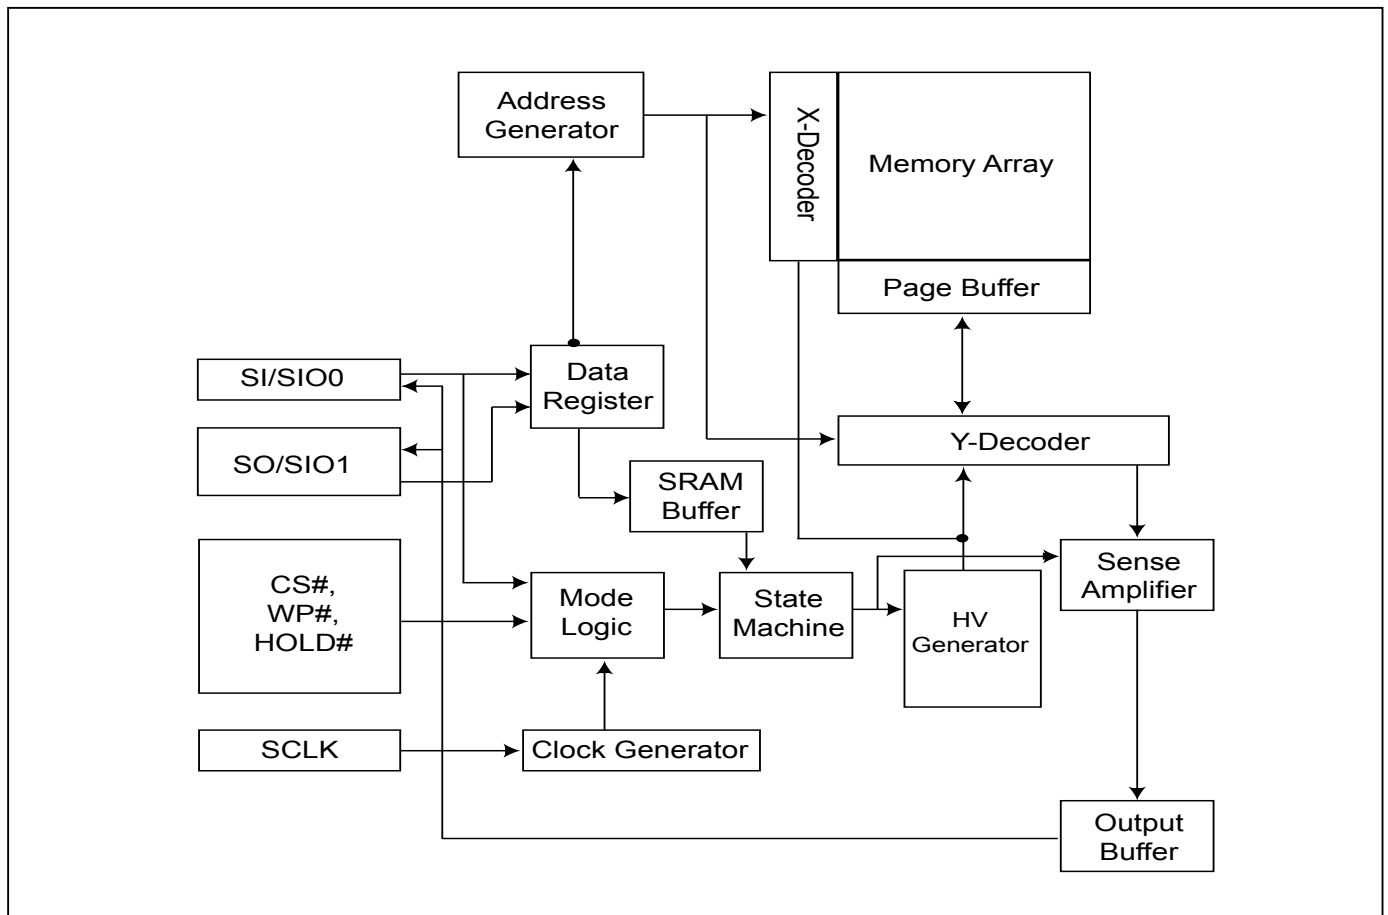 Address
Generator
X-Decoder
Memory Array
Page Buffer
SI/SIO0
Data
Register
SO/SIO1
Y-Decoder
SRAM
Buffer
CS#,
WP#,
HOLD#
Mode
Logic
State
Machine
HV
Generator
Sense
Amplifier
SCLK
Clock Generator
Output
Buffer